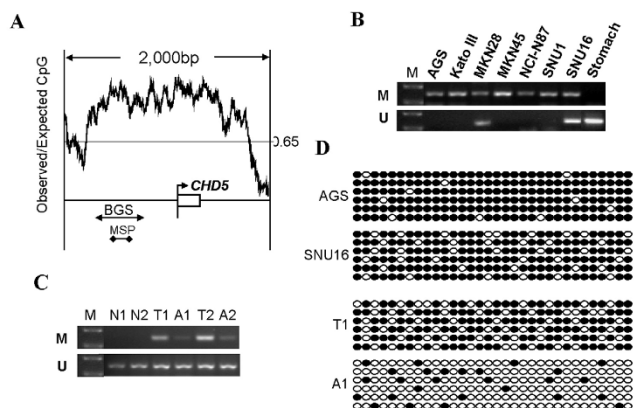 A
2,000bp
Observed/Expected CpG
0.65
CHD5
BGS
MSP
B
M AGS Kato III MKN28 MKN45 NCI-N87 SNU1 SNU16 Stomach
M
U
C
M N1 N2 T1 A1 T2 A2
M
U
D
AGS
SNU16
T1
A1